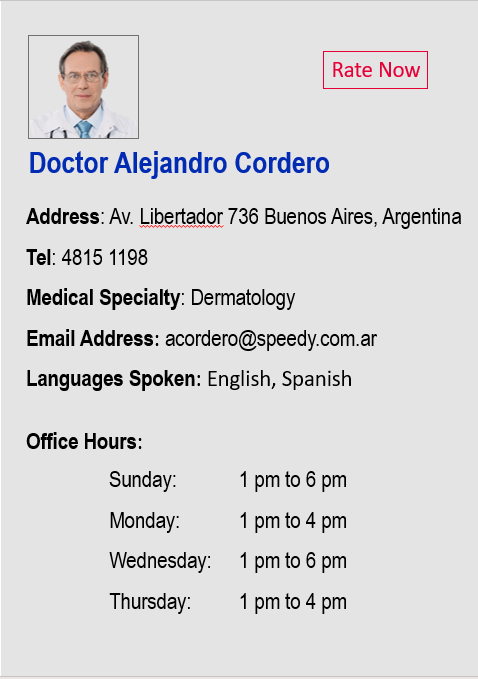 Rate Now
Doctor Alejandro Cordero
Address: Av. Libertador 736 Buenos Aires, Argentina
Tel: 4815 1198
Medical Specialty: Dermatology
Email Address: acordero@speedy.com.ar
Languages Spoken: English, Spanish
Office Hours:
Sunday: 1 pm to 6 pm
Monday: 1 pm to 4 pm
Wednesday: 1 pm to 6 pm
Thursday: 1 pm to 4 pm